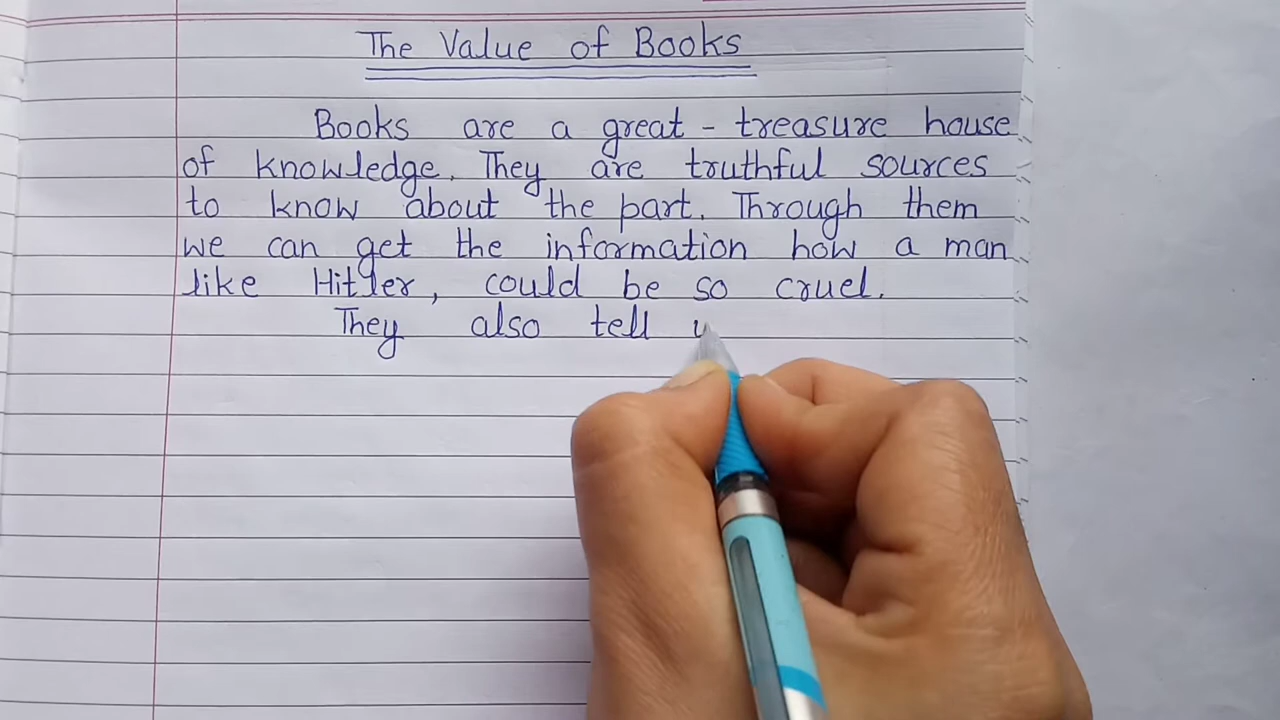 The Value of Books
Books are a great - treasure house
of knowledge. They are truthful sources
to know about the part. Through them
we can get the information how a man
like Hitler, could be so cruel.
They also tell